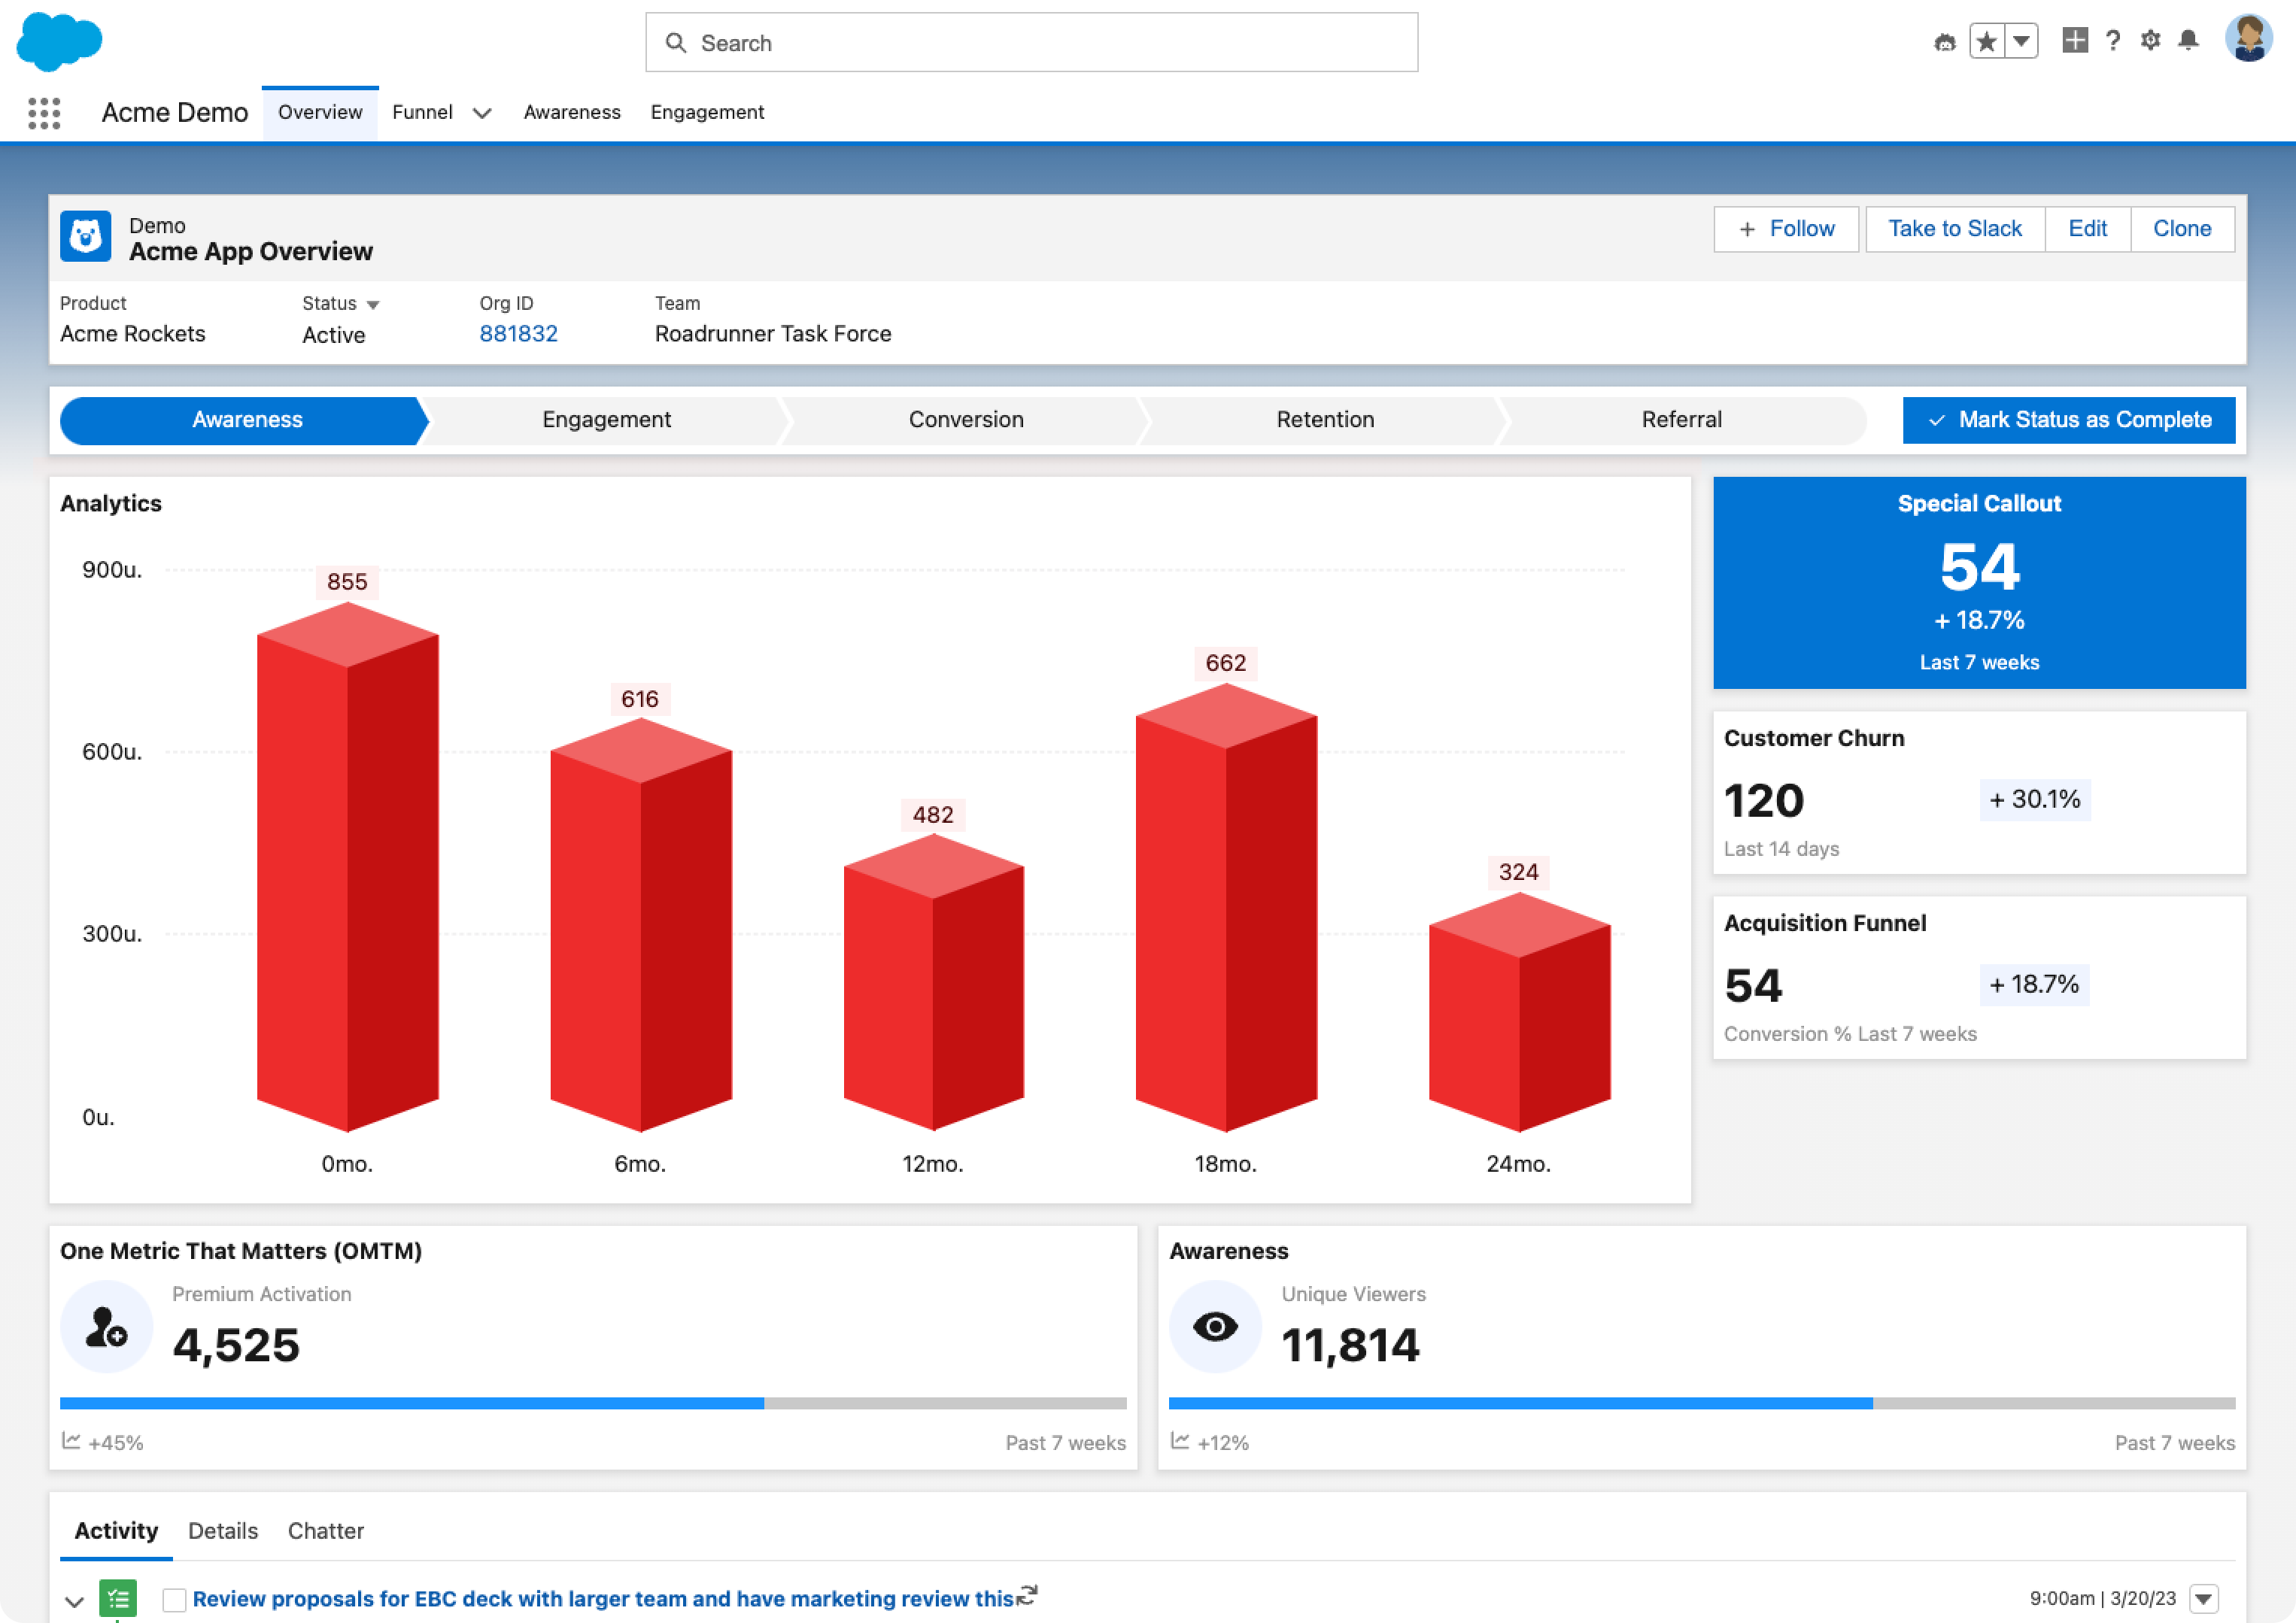 Search
Acme Demo
Overview
Funnel
Awareness
Engagement
Demo
Acme App Overview
+ Follow
Take to Slack
Edit
Clone
Product
Acme Rockets
Status
Active
Org ID
881832
Team
Roadrunner Task Force
Awareness
Engagement
Conversion
Retention
Referral
Mark Status as Complete
Analytics
900u.
600u.
300u.
0u.
855
616
482
662
324
0mo.
6mo.
12mo.
18mo.
24mo.
Special Callout
54
+ 18.7%
Last 7 weeks
Customer Churn
120
+ 30.1%
Last 14 days
Acquisition Funnel
54
+ 18.7%
Conversion % Last 7 weeks
One Metric That Matters (OMTM)
Premium Activation
4,525
+45%
Past 7 weeks
Awareness
Unique Viewers
11,814
+12%
Past 7 weeks
Activity
Details
Chatter
Review proposals for EBC deck with larger team and have marketing review this
9:00am | 3/20/23